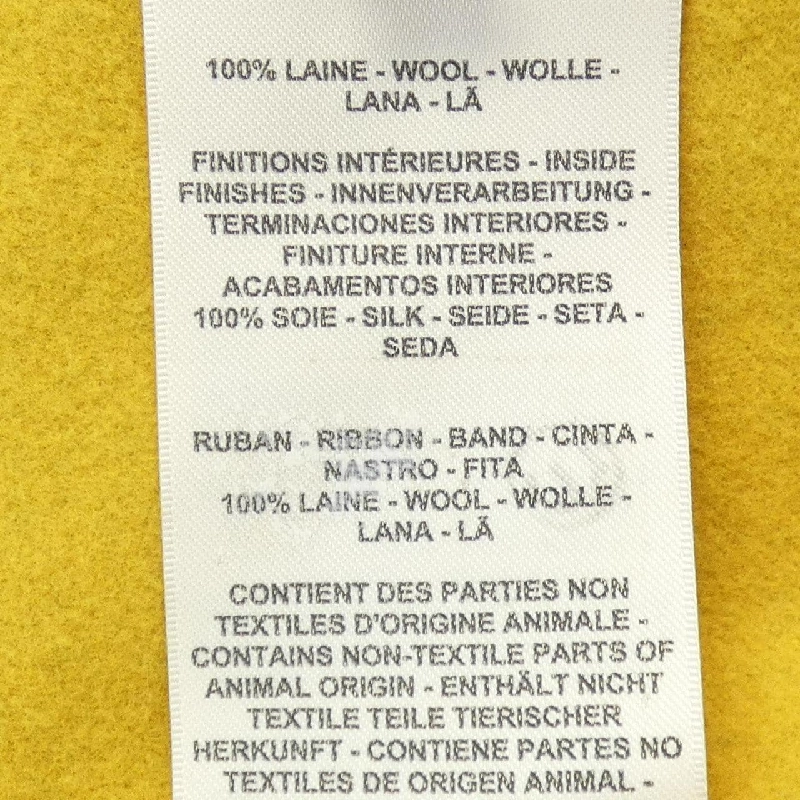 100% LAINE - WOOL - WOLLE -
LANA - LÃ
FINITIONS INTÉRIEURES - INSIDE
FINISHES - INNENVERARBEITUNG -
TERMINACIONES INTERIORES -
FINITURE INTERNE -
ACABAMENTOS INTERIORES
100% SOIE - SILK - SEIDE - SETA -
SEDA
RUBAN - RIBBON - BAND - CINTA -
NASTRO - FITA
100% LAINE - WOOL - WOLLE -
LANA - LÃ
CONTIENT DES PARTIES NON
TEXTILES D'ORIGINE ANIMALE -
CONTAINS NON-TEXTILE PARTS OF
ANIMAL ORIGIN - ENTHÄLT NICHT
TEXTILE TEILE TIERISCHER
HERKUNFT - CONTIENE PARTES NO
TEXTILES DE ORIGEN ANIMAL -